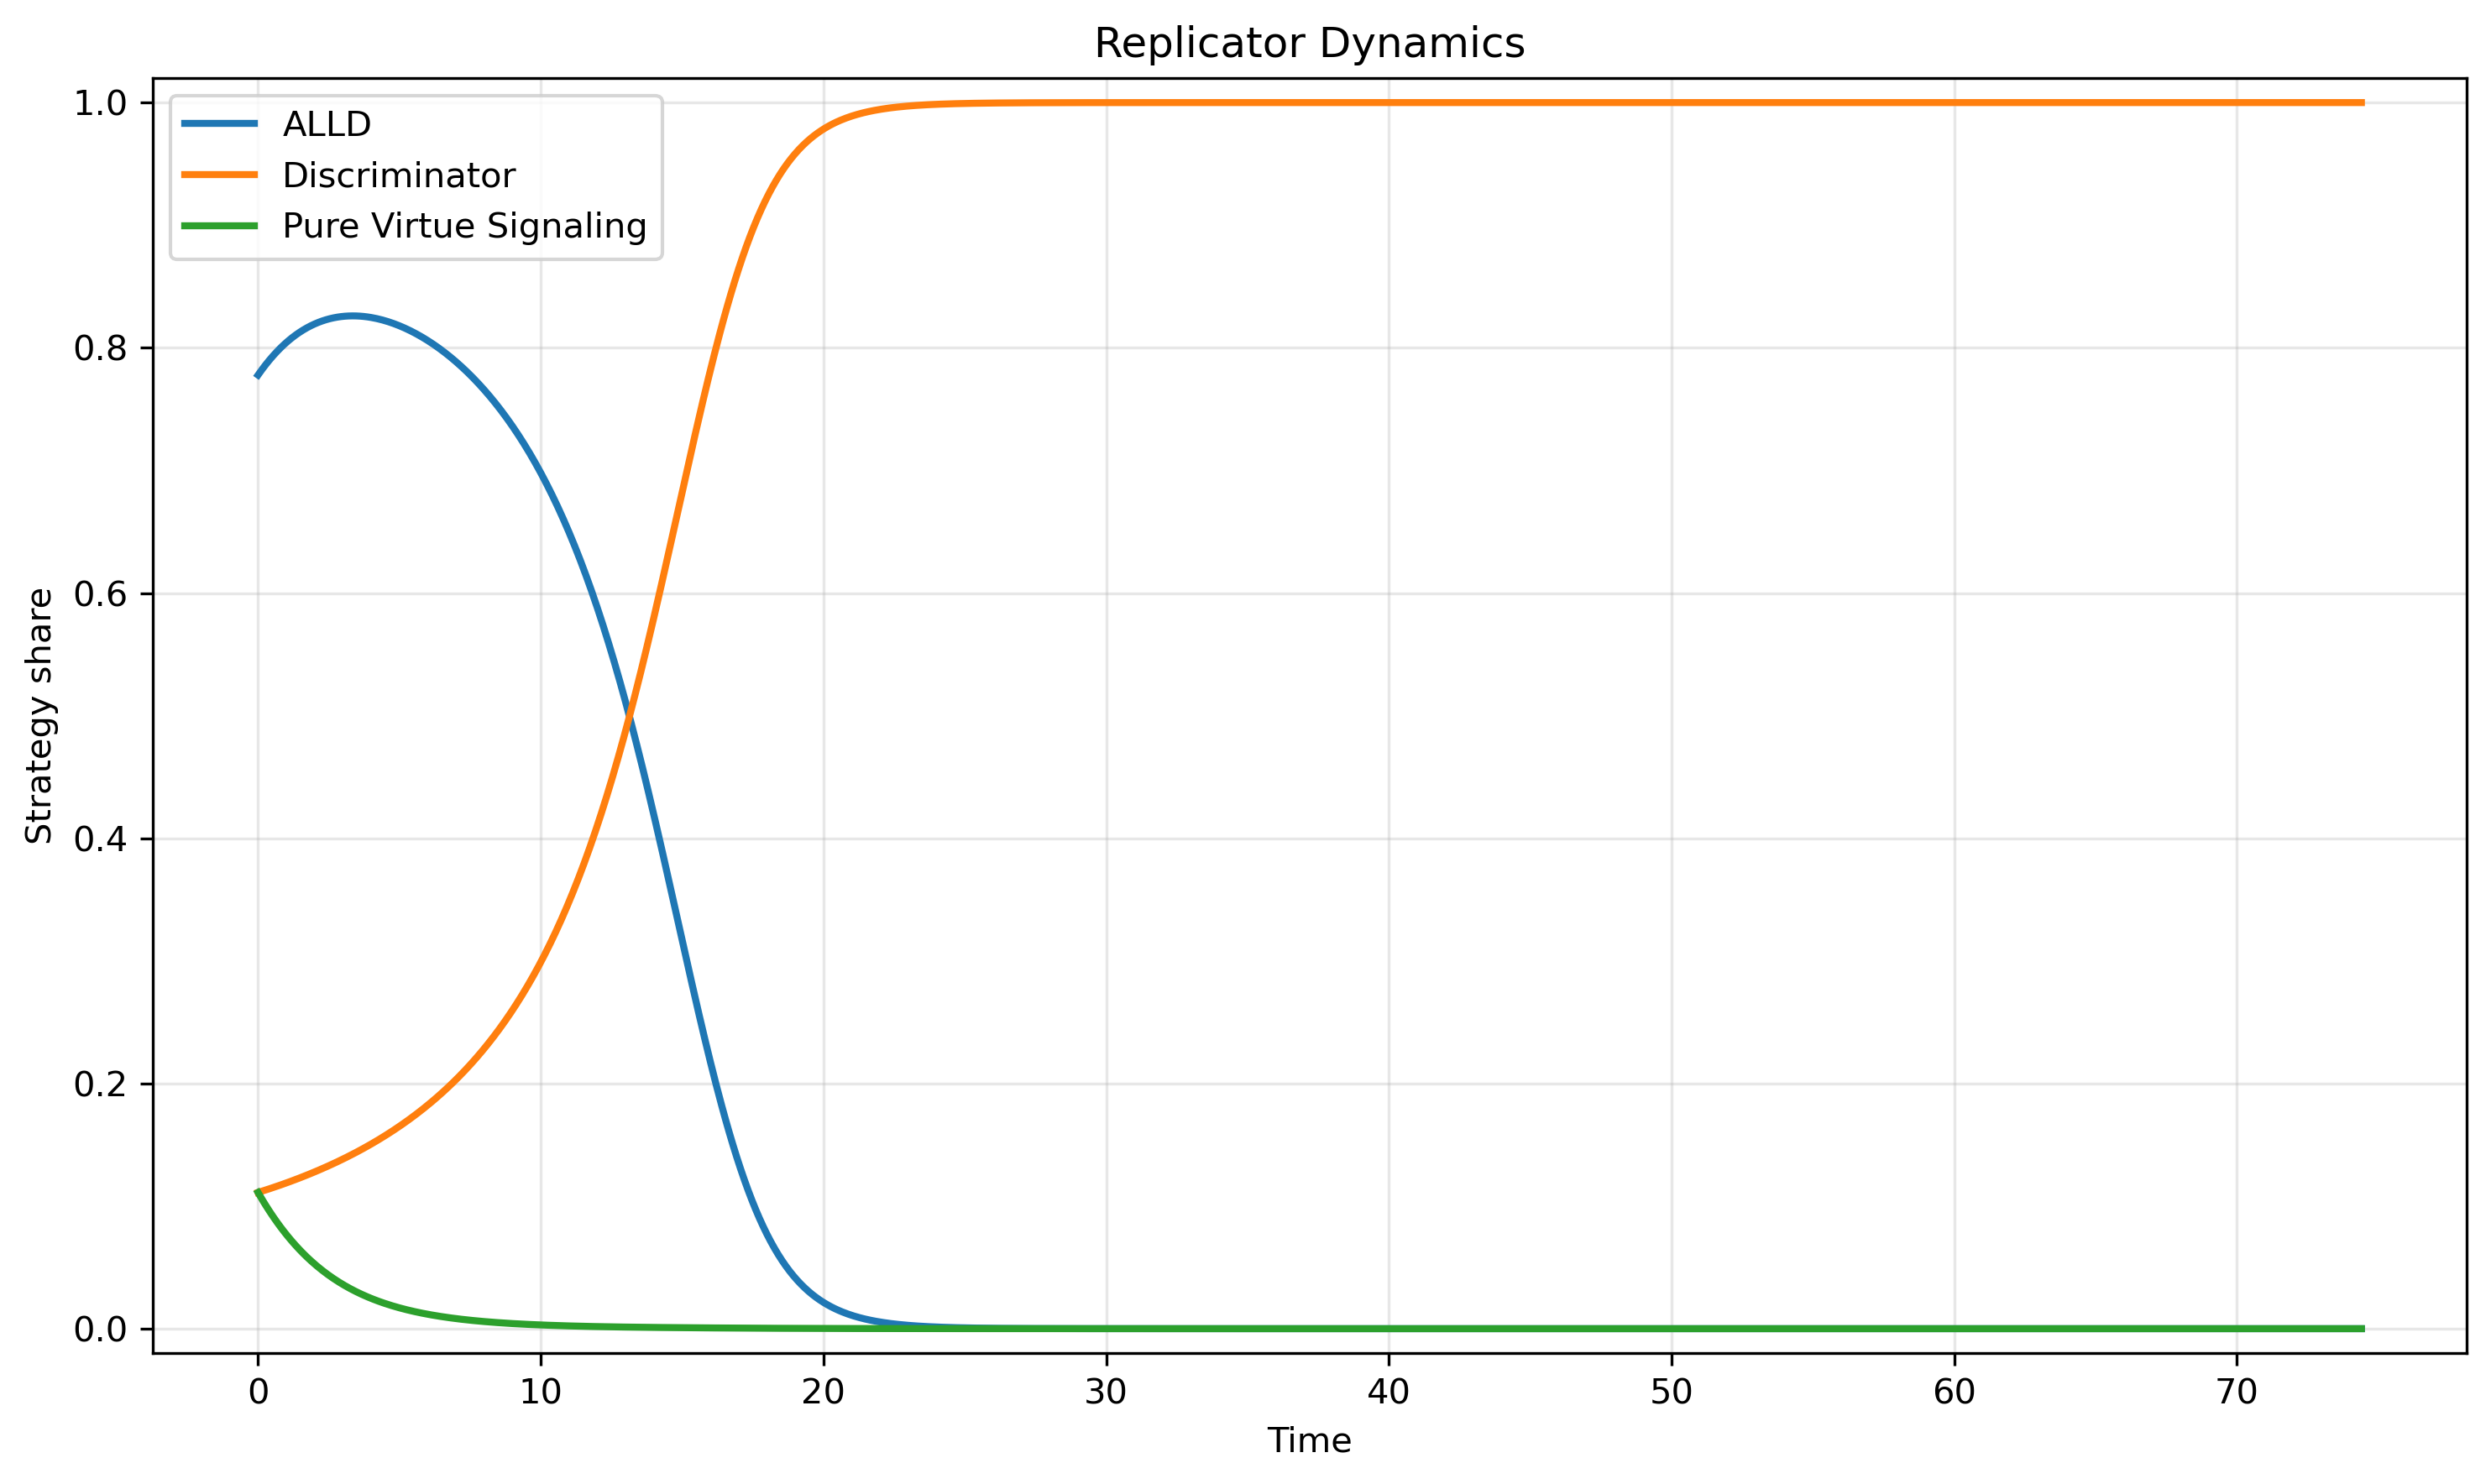 Replicator Dynamics
ALLD
Discriminator
Pure Virtue Signaling
Strategy share
1.0
0.8
0.6
0.4
0.2
0.0
0 10 20 30 40 50 60 70
Time